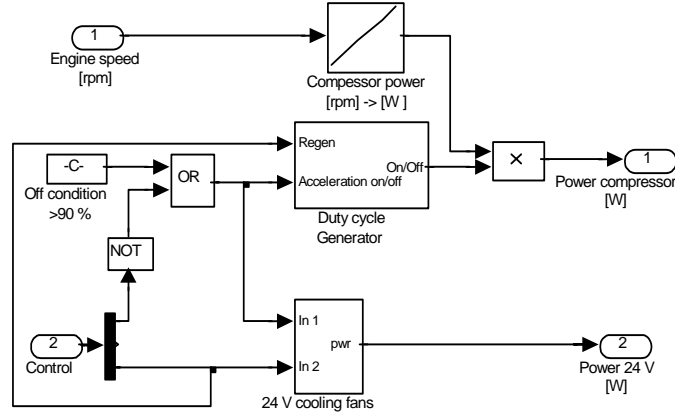 1
Engine speed
[rpm]
Compessor power
[rpm] -> [W ]
Regen
-C-
OR
On/Off
×
1
Acceleration on/off
Off condition
>90 %
Power compressor
[W]
Duty cycle
Generator
NOT
In 1
2
pwr
2
Control
In 2
Power 24 V
[W]
24 V cooling fans